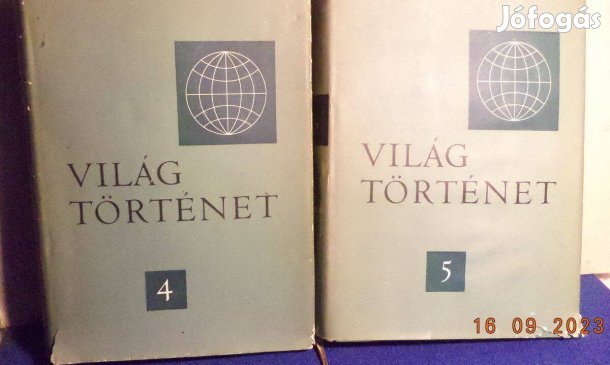 Jófogás
VILÁG
TÖRTÉNET
4
VILÁG
TÖRTÉNET
5
16 09 2023